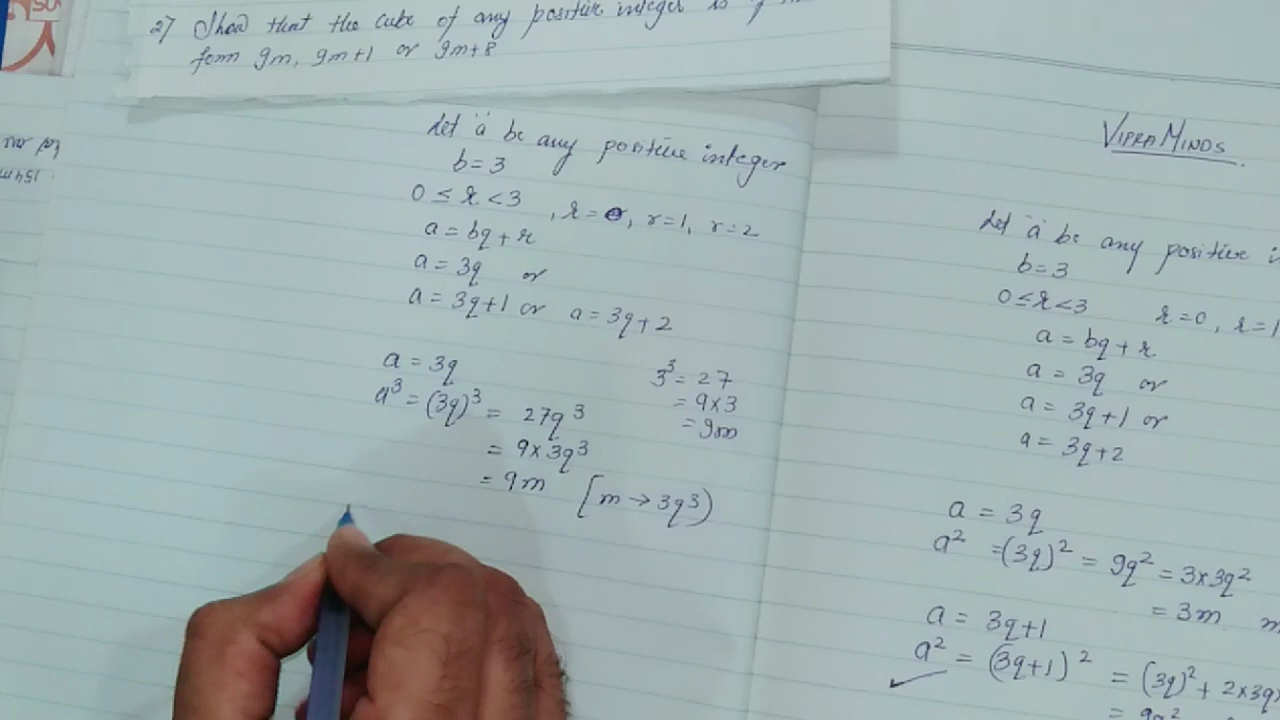 27 Show that the cube of any positive integer is
form 9m, 9m+1 or 9m+8
Let "a" be any positive integer
b=3
0 ≤ r < 3 , r = 0, r=1, r=2
a = bq + r
a = 3q or
a = 3q+1 or a = 3q+2
a = 3q
a³ = (3q)³ = 27q³
= 9×3q³
= 9m [m → 3q³)
3³ = 27
= 9×3
= 9m
VIPRA MINDS
Let "a" be any positive
b=3
0 ≤ r < 3 r=0, r=1
a = bq + r
a = 3q or
a = 3q+1 or
a = 3q+2
a = 3q
a² =(3q)² = 9q² = 3×3q²
= 3m m
a = 3q+1
a² = (3q+1)² = (3q)² + 2×3q
= 9q²